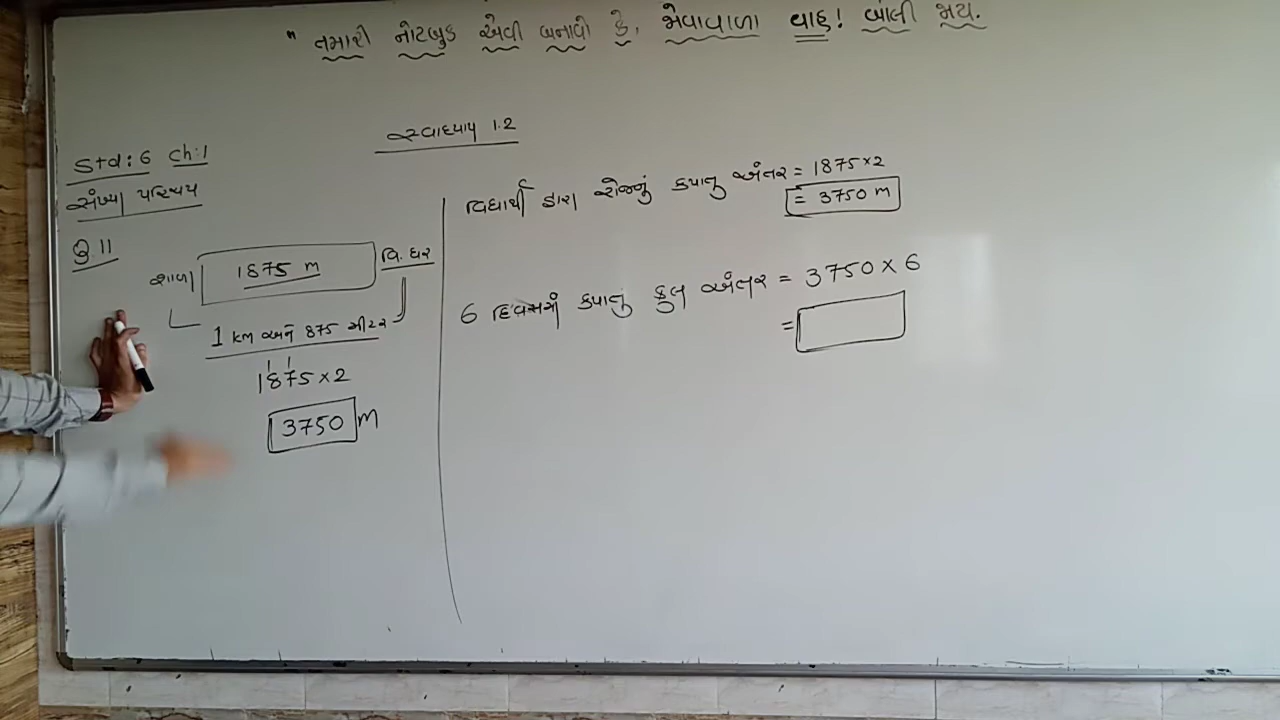 " તમારી નોટબુક એવી બનાવો કે, જોવાવાળા વાહ! બોલી જાય.
સ્વાધ્યાય 1.2
Std: 6 Ch:1
સંખ્યા પરિચય
Q.11
શાળા 1875 m વિ. ઘર
1 km અને 875 મીટર
1875 × 2
3750 m
વિદ્યાર્થી દ્વારા રોજનું કપાતુ અંતર = 1875 × 2
= 3750 m
6 દિવસમાં કપાતુ કુલ અંતર = 3750 × 6
=